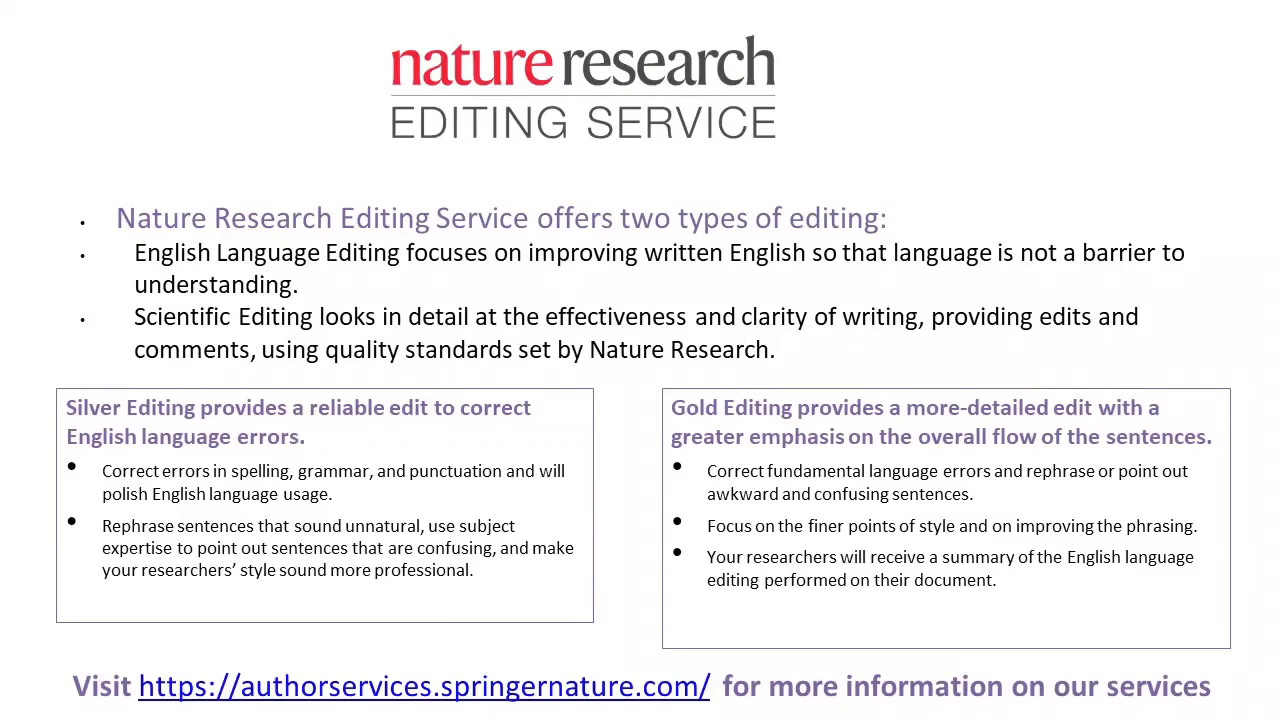 nature research
EDITING SERVICE
• Nature Research Editing Service offers two types of editing:
• English Language Editing focuses on improving written English so that language is not a barrier to
understanding.
• Scientific Editing looks in detail at the effectiveness and clarity of writing, providing edits and
comments, using quality standards set by Nature Research.
Silver Editing provides a reliable edit to correct
English language errors.
• Correct errors in spelling, grammar, and punctuation and will
polish English language usage.
• Rephrase sentences that sound unnatural, use subject
expertise to point out sentences that are confusing, and make
your researchers’ style sound more professional.
Gold Editing provides a more-detailed edit with a
greater emphasis on the overall flow of the sentences.
• Correct fundamental language errors and rephrase or point out
awkward and confusing sentences.
• Focus on the finer points of style and on improving the phrasing.
• Your researchers will receive a summary of the English language
editing performed on their document.
Visit https://authorservices.springernature.com/ for more information on our services